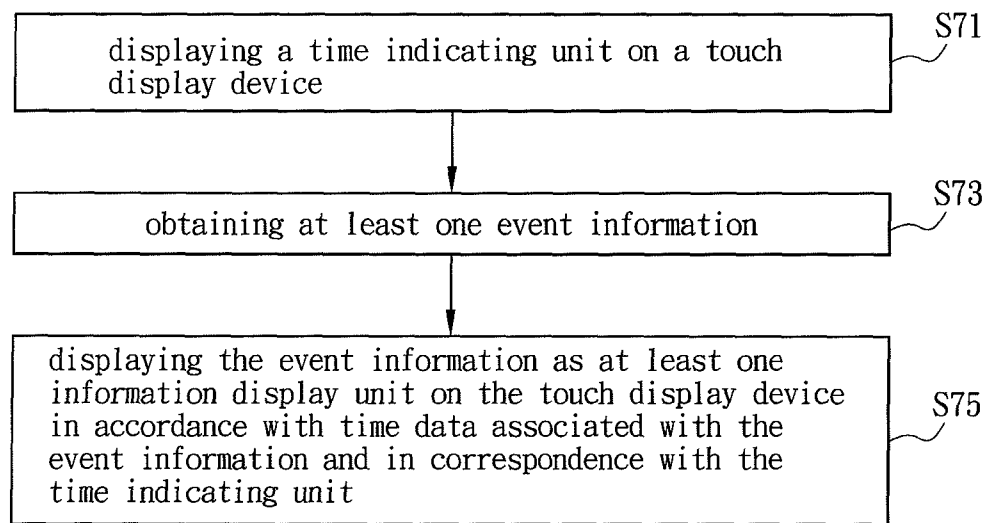 displaying a time indicating unit on a touch
display device
S71
obtaining at least one event information
S73
displaying the event information as at least one
information display unit on the touch display device
in accordance with time data associated with the
event information and in correspondence with the
time indicating unit
S75